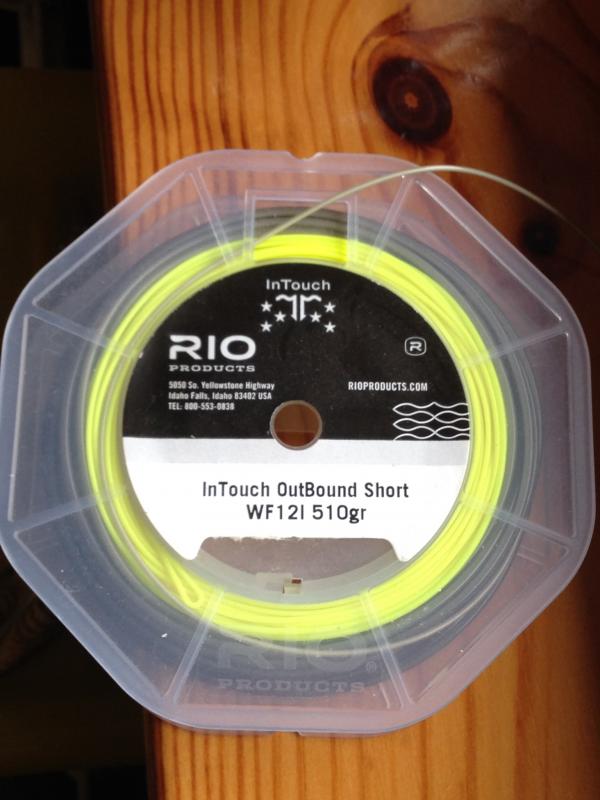 InTouch
RIO
PRODUCTS
R
5050 So. Yellowstone Highway
Idaho Falls, Idaho 83402 USA
TEL: 800-553-0838
RIOPRODUCTS.COM
InTouch OutBound Short
WF12I 510gr
RIO®
PRODUCTS